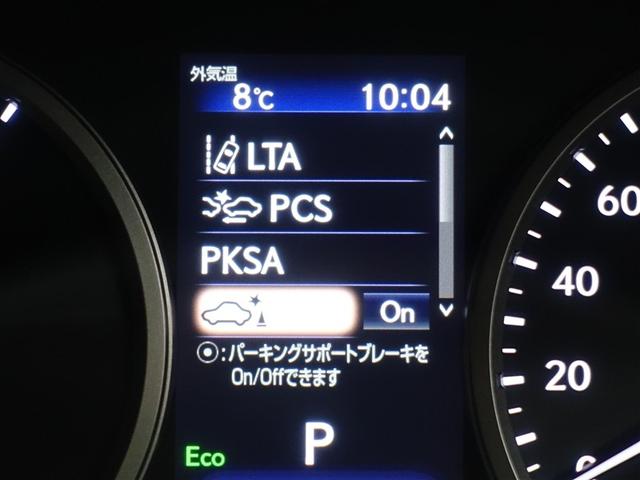 外気温
8℃ 10:04
LTA
PCS
PKSA
On
⦿:パーキングサポートブレーキを
On/Offできます
P
Eco
60
40
20
0